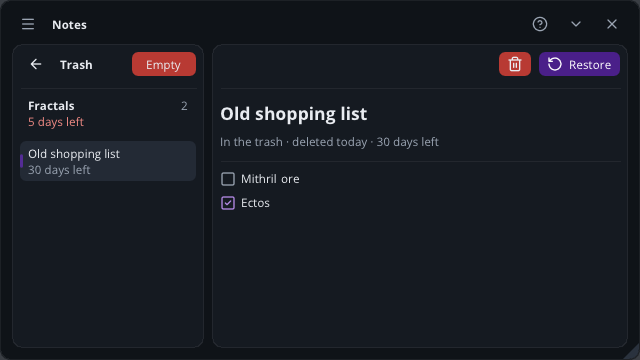 Notes
Trash
Empty
Fractals 2
5 days left
Old shopping list
30 days left
Restore
Old shopping list
In the trash · deleted today · 30 days left
Mithril ore
Ectos